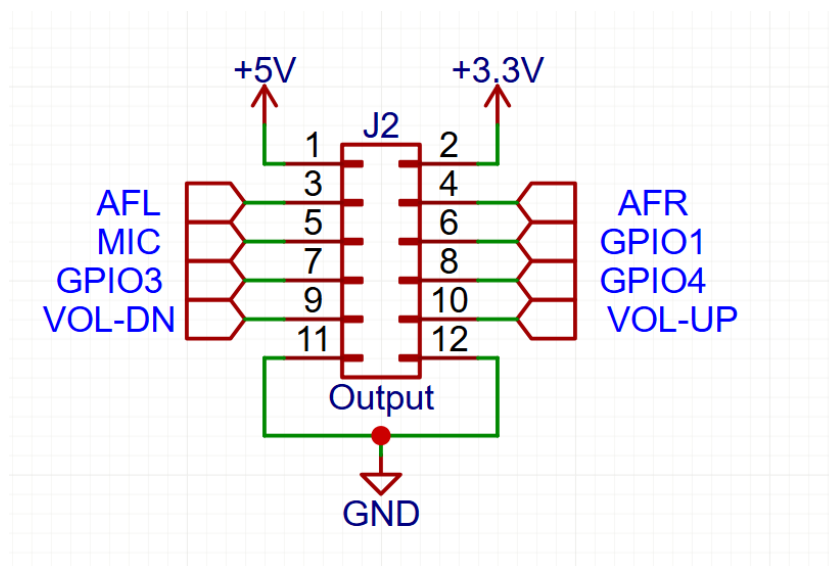 +5V +3.3V
J2
1 2
AFL 3 4 AFR
MIC 5 6 GPIO1
GPIO3 7 8 GPIO4
VOL-DN 9 10 VOL-UP
11 12
Output
GND